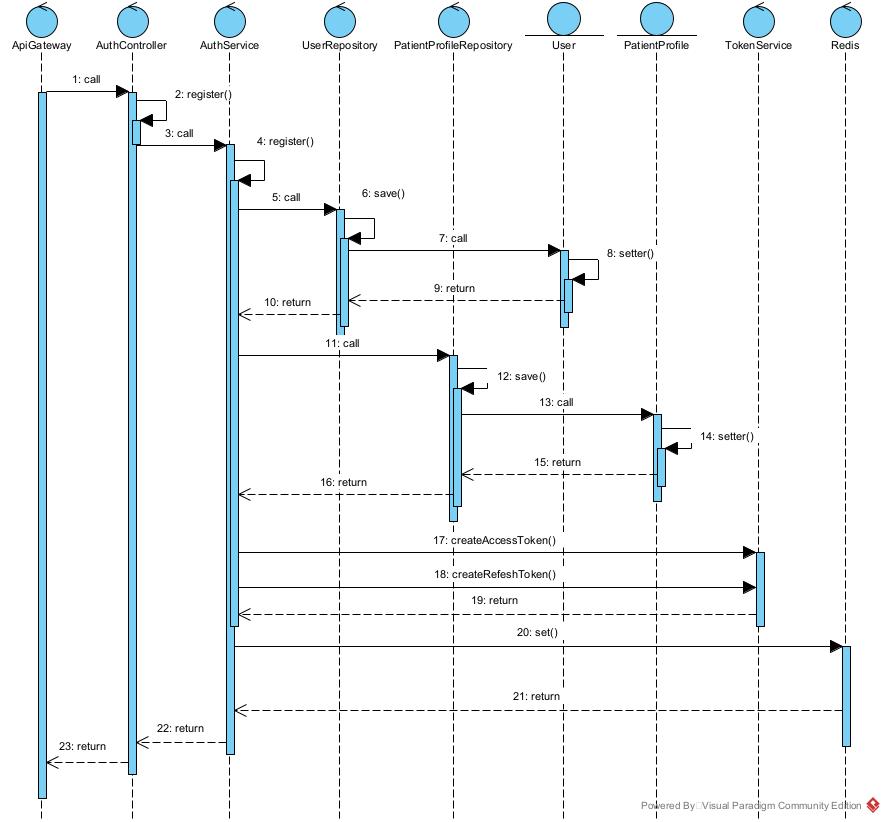 ApiGateway
AuthController
AuthService
UserRepository
PatientProfileRepository
User
PatientProfile
TokenService
Redis
1: call
2: register()
3: call
4: register()
5: call
6: save()
7: call
8: setter()
9: return
10: return
11: call
12: save()
13: call
14: setter()
15: return
16: return
17: createAccessToken()
18: createRefeshToken()
19: return
20: set()
21: return
22: return
23: return
Powered By Visual Paradigm Community Edition